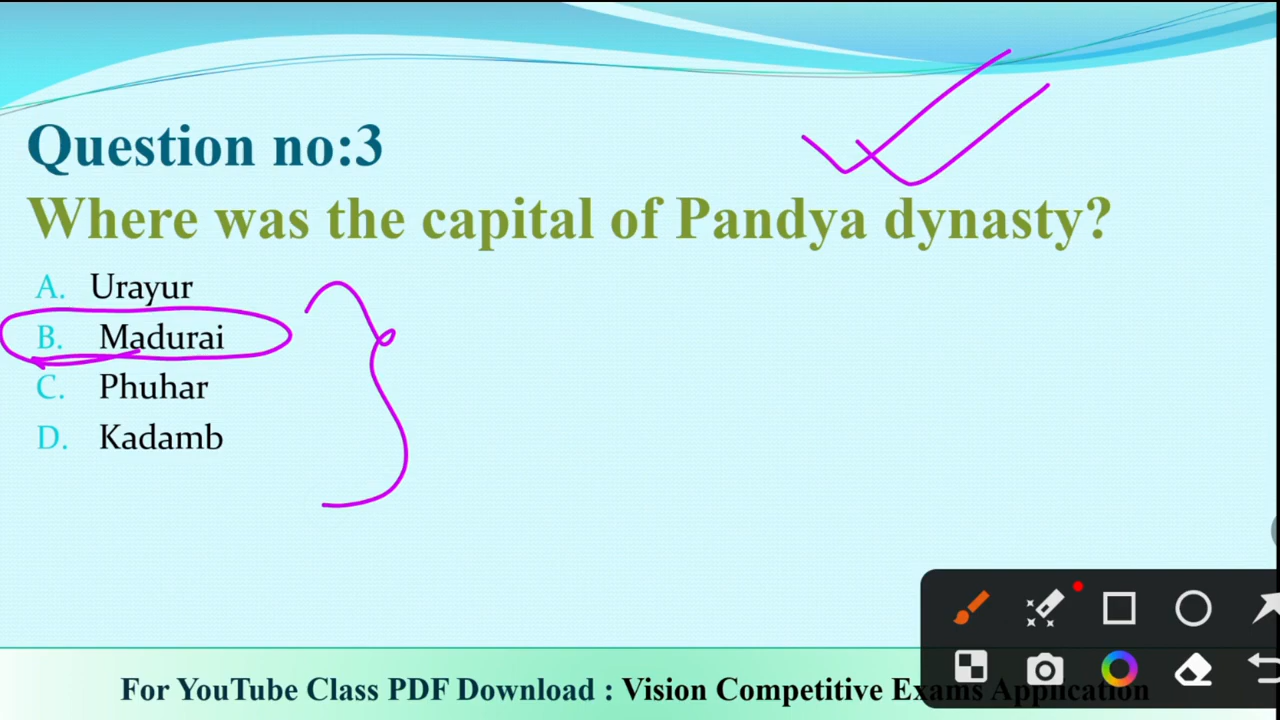 Question no:3
Where was the capital of Pandya dynasty?
A. Urayur
B. Madurai
C. Phuhar
D. Kadamb
For YouTube Class PDF Download : Vision Competitive Exams Application